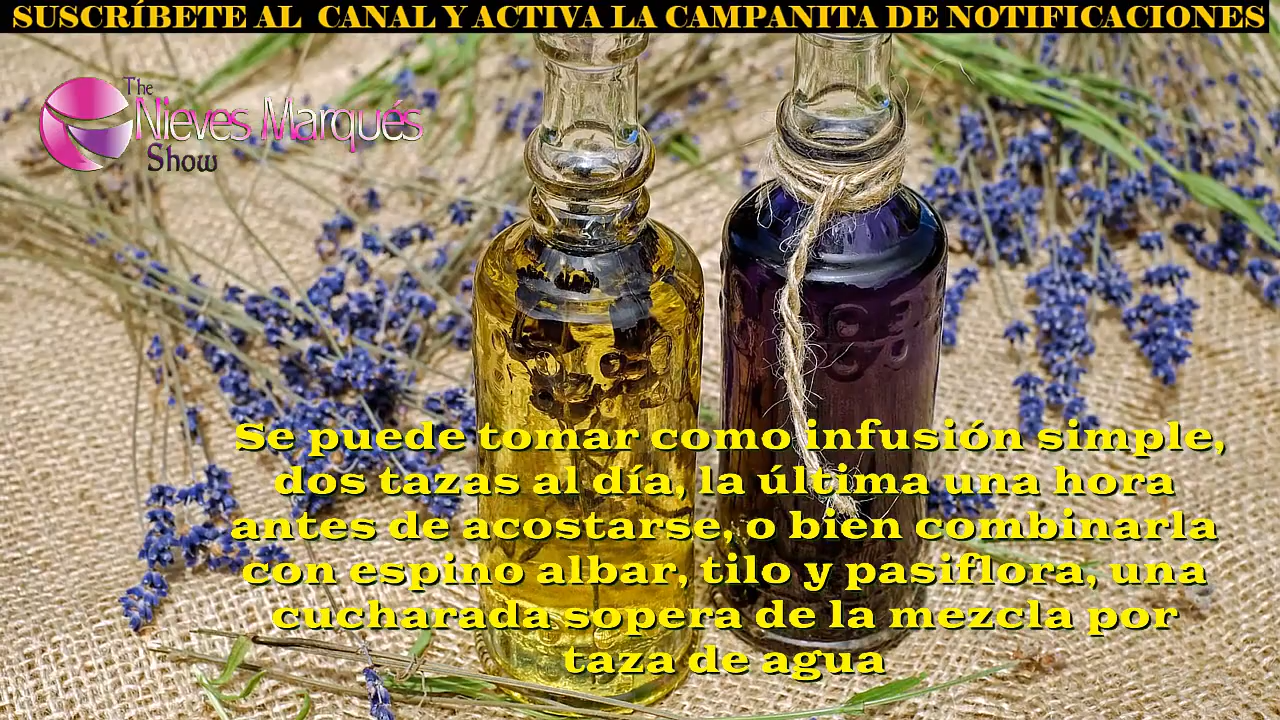 SUSCRÍBETE AL CANAL Y ACTIVA LA CAMPANITA DE NOTIFICACIONES
The
Nieves Marqués
Show
Se puede tomar como infusión simple,
dos tazas al día, la última una hora
antes de acostarse, o bien combinarla
con espino albar, tilo y pasiflora, una
cucharada sopera de la mezcla por
taza de agua